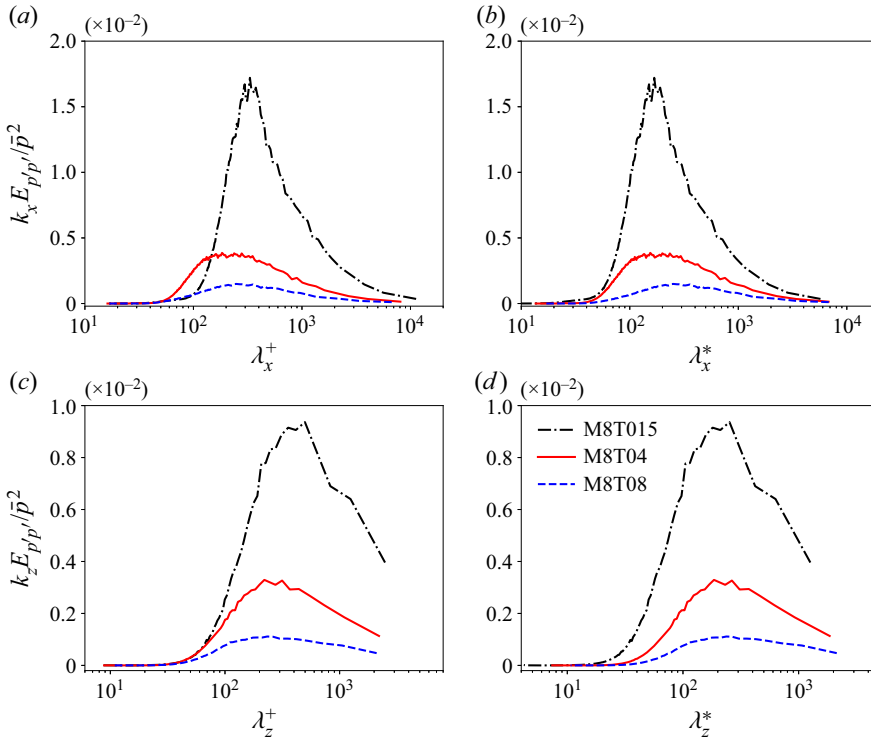 (a) (×10⁻²)
2.0
1.5
1.0
0.5
0
10¹ 10² 10³ 10⁴
k_x E_{p′p′}/p̄²
λ_x^+
(b) (×10⁻²)
2.0
1.5
1.0
0.5
0
10¹ 10² 10³ 10⁴
λ_x^*
(c) (×10⁻²)
1.0
0.8
0.6
0.4
0.2
0
10¹ 10² 10³
k_z E_{p′p′}/p̄²
λ_z^+
(d) (×10⁻²)
1.0
0.8
0.6
0.4
0.2
0
10¹ 10² 10³
λ_z^*
M8T015
M8T04
M8T08